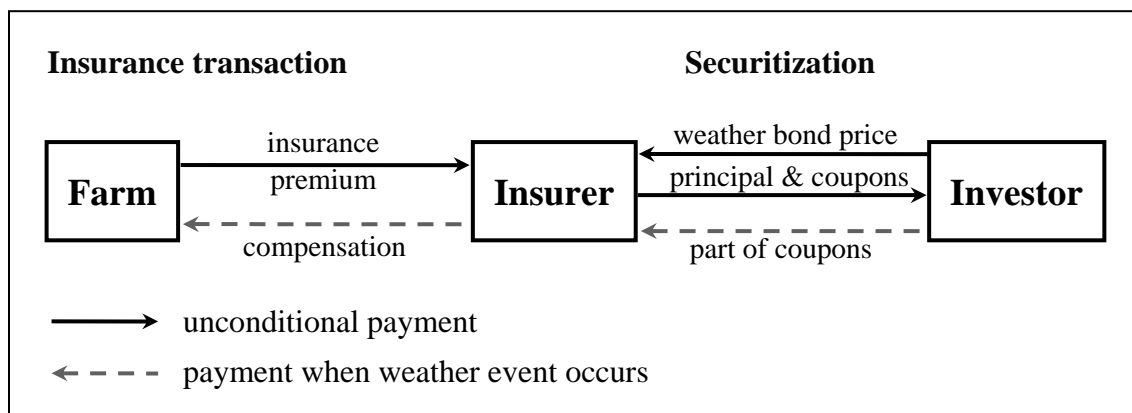 Insurance transaction
Securitization
Farm
insurance
premium
compensation
Insurer
weather bond price
principal & coupons
part of coupons
Investor
unconditional payment
payment when weather event occurs